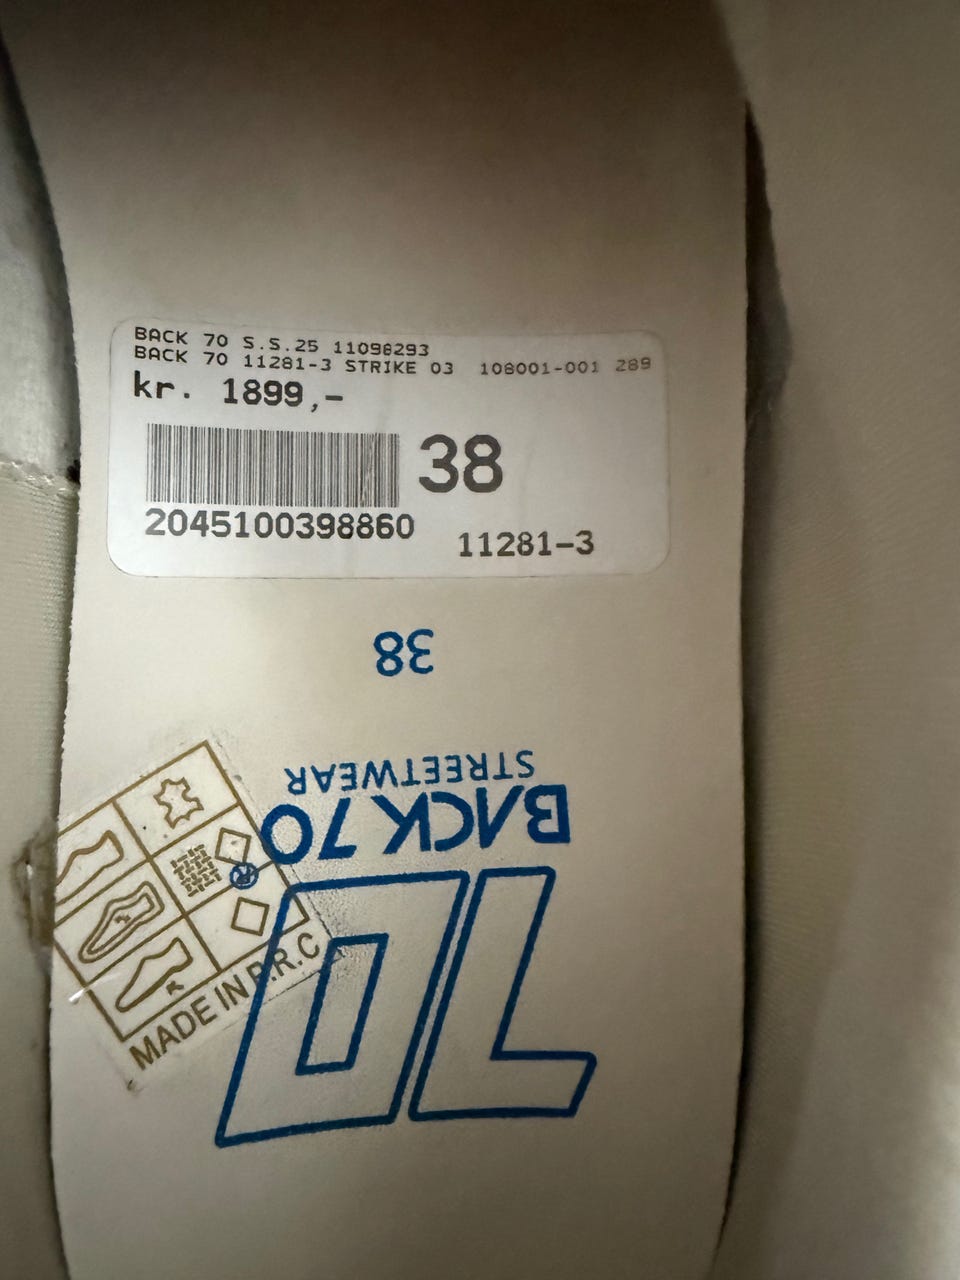 BACK 70 S.S.25 11098293
BACK 70 11281-3 STRIKE 03 108001-001 289
kr. 1899,-
38
2045100398860
11281-3
38
STREETWEAR
BACK 70
®
70
MADE IN P.R.C